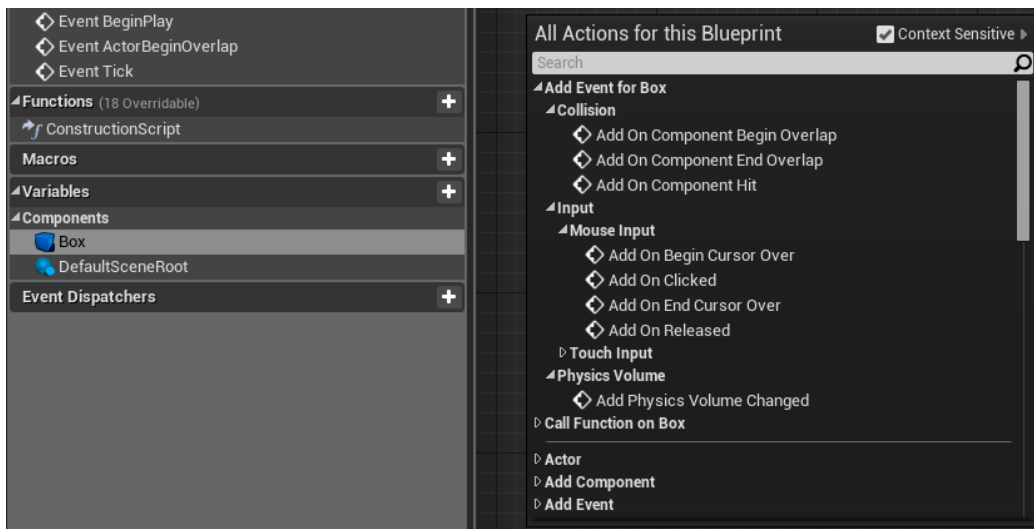 Event BeginPlay
Event ActorBeginOverlap
Event Tick
Functions (18 Overridable)
ConstructionScript
Macros
Variables
Components
Box
DefaultSceneRoot
Event Dispatchers
All Actions for this Blueprint
Context Sensitive
Search
Add Event for Box
Collision
Add On Component Begin Overlap
Add On Component End Overlap
Add On Component Hit
Input
Mouse Input
Add On Begin Cursor Over
Add On Clicked
Add On End Cursor Over
Add On Released
Touch Input
Physics Volume
Add Physics Volume Changed
Call Function on Box
Actor
Add Component
Add Event